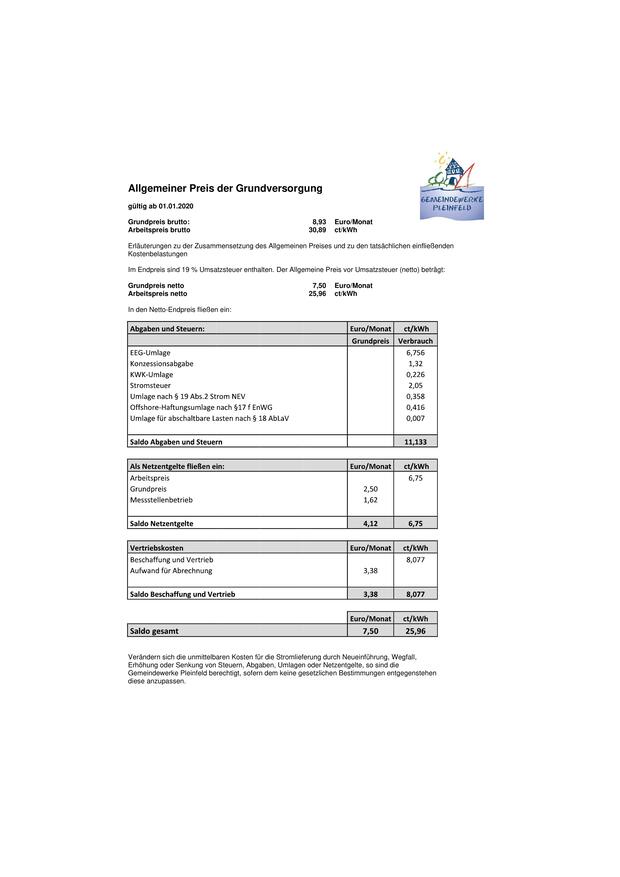 GEMEINDEWERKE
PLEINFELD
Allgemeiner Preis der Grundversorgung
gültig ab 01.01.2020
Grundpreis brutto: 8,93 Euro/Monat
Arbeitspreis brutto 30,89 ct/kWh
Erläuterungen zu der Zusammensetzung des Allgemeinen Preises und zu den tatsächlichen einfließenden
Kostenbelastungen
Im Endpreis sind 19 % Umsatzsteuer enthalten. Der Allgemeine Preis vor Umsatzsteuer (netto) beträgt:
Grundpreis netto 7,50 Euro/Monat
Arbeitspreis netto 25,96 ct/kWh
In den Netto-Endpreis fließen ein:
Abgaben und Steuern: Euro/Monat ct/kWh
Grundpreis Verbrauch
EEG-Umlage 6,756
Konzessionsabgabe 1,32
KWK-Umlage 0,226
Stromsteuer 2,05
Umlage nach § 19 Abs.2 Strom NEV 0,358
Offshore-Haftungsumlage nach §17 f EnWG 0,416
Umlage für abschaltbare Lasten nach § 18 AbLaV 0,007
Saldo Abgaben und Steuern 11,133
Als Netzentgelte fließen ein: Euro/Monat ct/kWh
Arbeitspreis 6,75
Grundpreis 2,50
Messstellenbetrieb 1,62
Saldo Netzentgelte 4,12 6,75
Vertriebskosten Euro/Monat ct/kWh
Beschaffung und Vertrieb 8,077
Aufwand für Abrechnung 3,38
Saldo Beschaffung und Vertrieb 3,38 8,077
Euro/Monat ct/kWh
Saldo gesamt 7,50 25,96
Verändern sich die unmittelbaren Kosten für die Stromlieferung durch Neueinführung, Wegfall,
Erhöhung oder Senkung von Steuern, Abgaben, Umlagen oder Netzentgelte, so sind die
Gemeindewerke Pleinfeld berechtigt, sofern dem keine gesetzlichen Bestimmungen entgegenstehen
diese anzupassen.